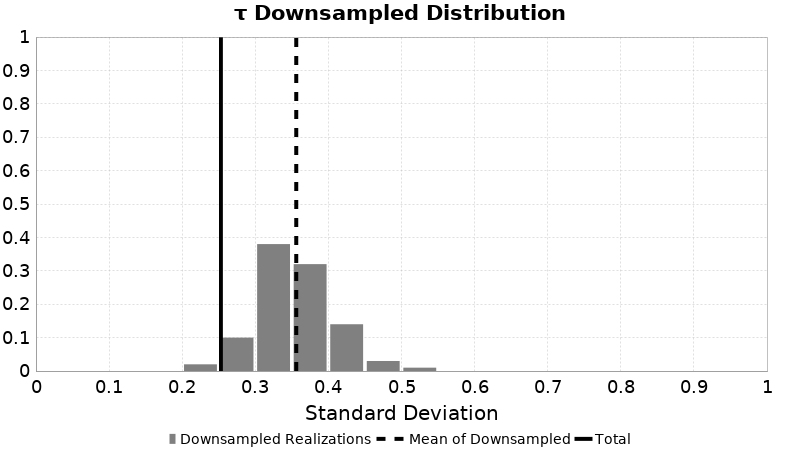 τ Downsampled Distribution
1
0.9
0.8
0.7
0.6
0.5
0.4
0.3
0.2
0.1
0
0 0.1 0.2 0.3 0.4 0.5 0.6 0.7 0.8 0.9 1
Standard Deviation
Downsampled Realizations Mean of Downsampled Total